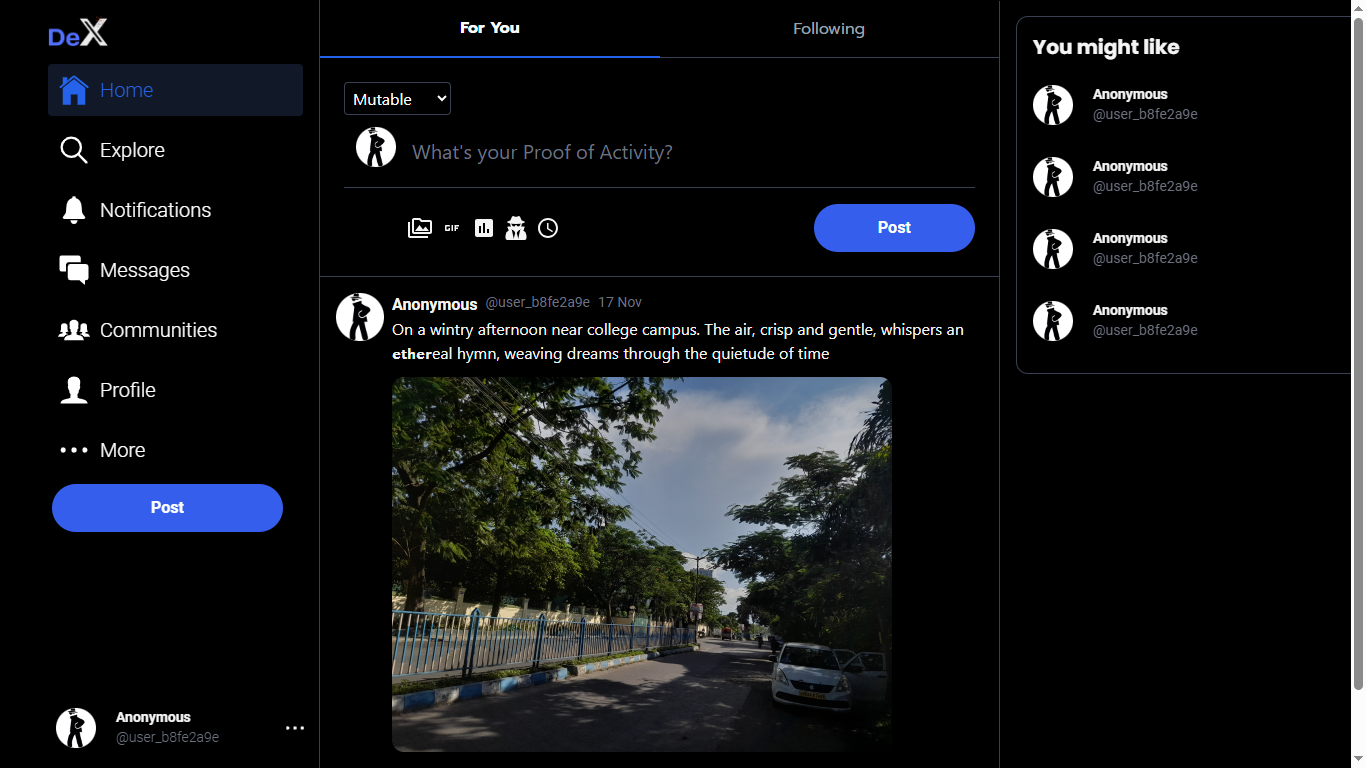 DeX
Home
Explore
Notifications
Messages
Communities
Profile
More
Post
Anonymous
@user_b8fe2a9e
For You
Following
Mutable
What's your Proof of Activity?
GIF
Post
Anonymous @user_b8fe2a9e 17 Nov
On a wintry afternoon near college campus. The air, crisp and gentle, whispers an
ethereal hymn, weaving dreams through the quietude of time
You might like
Anonymous
@user_b8fe2a9e
Anonymous
@user_b8fe2a9e
Anonymous
@user_b8fe2a9e
Anonymous
@user_b8fe2a9e